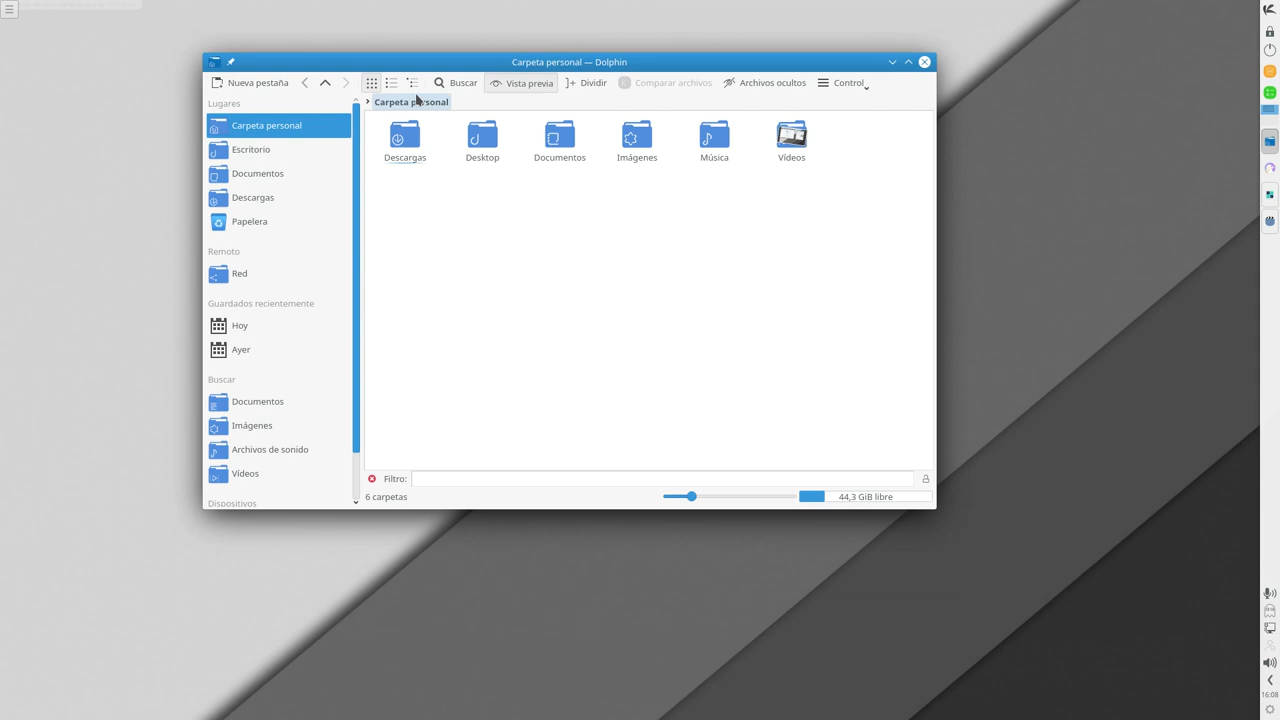 Carpeta personal — Dolphin
Nueva pestaña
Buscar
Vista previa
Dividir
Comparar archivos
Archivos ocultos
Control
Lugares
Carpeta personal
Escritorio
Documentos
Descargas
Papelera
Remoto
Red
Guardados recientemente
Hoy
Ayer
Buscar
Documentos
Imágenes
Archivos de sonido
Vídeos
Dispositivos
Carpeta personal
Descargas
Desktop
Documentos
Imágenes
Música
Vídeos
Filtro:
6 carpetas
44,3 GiB libre
16:08